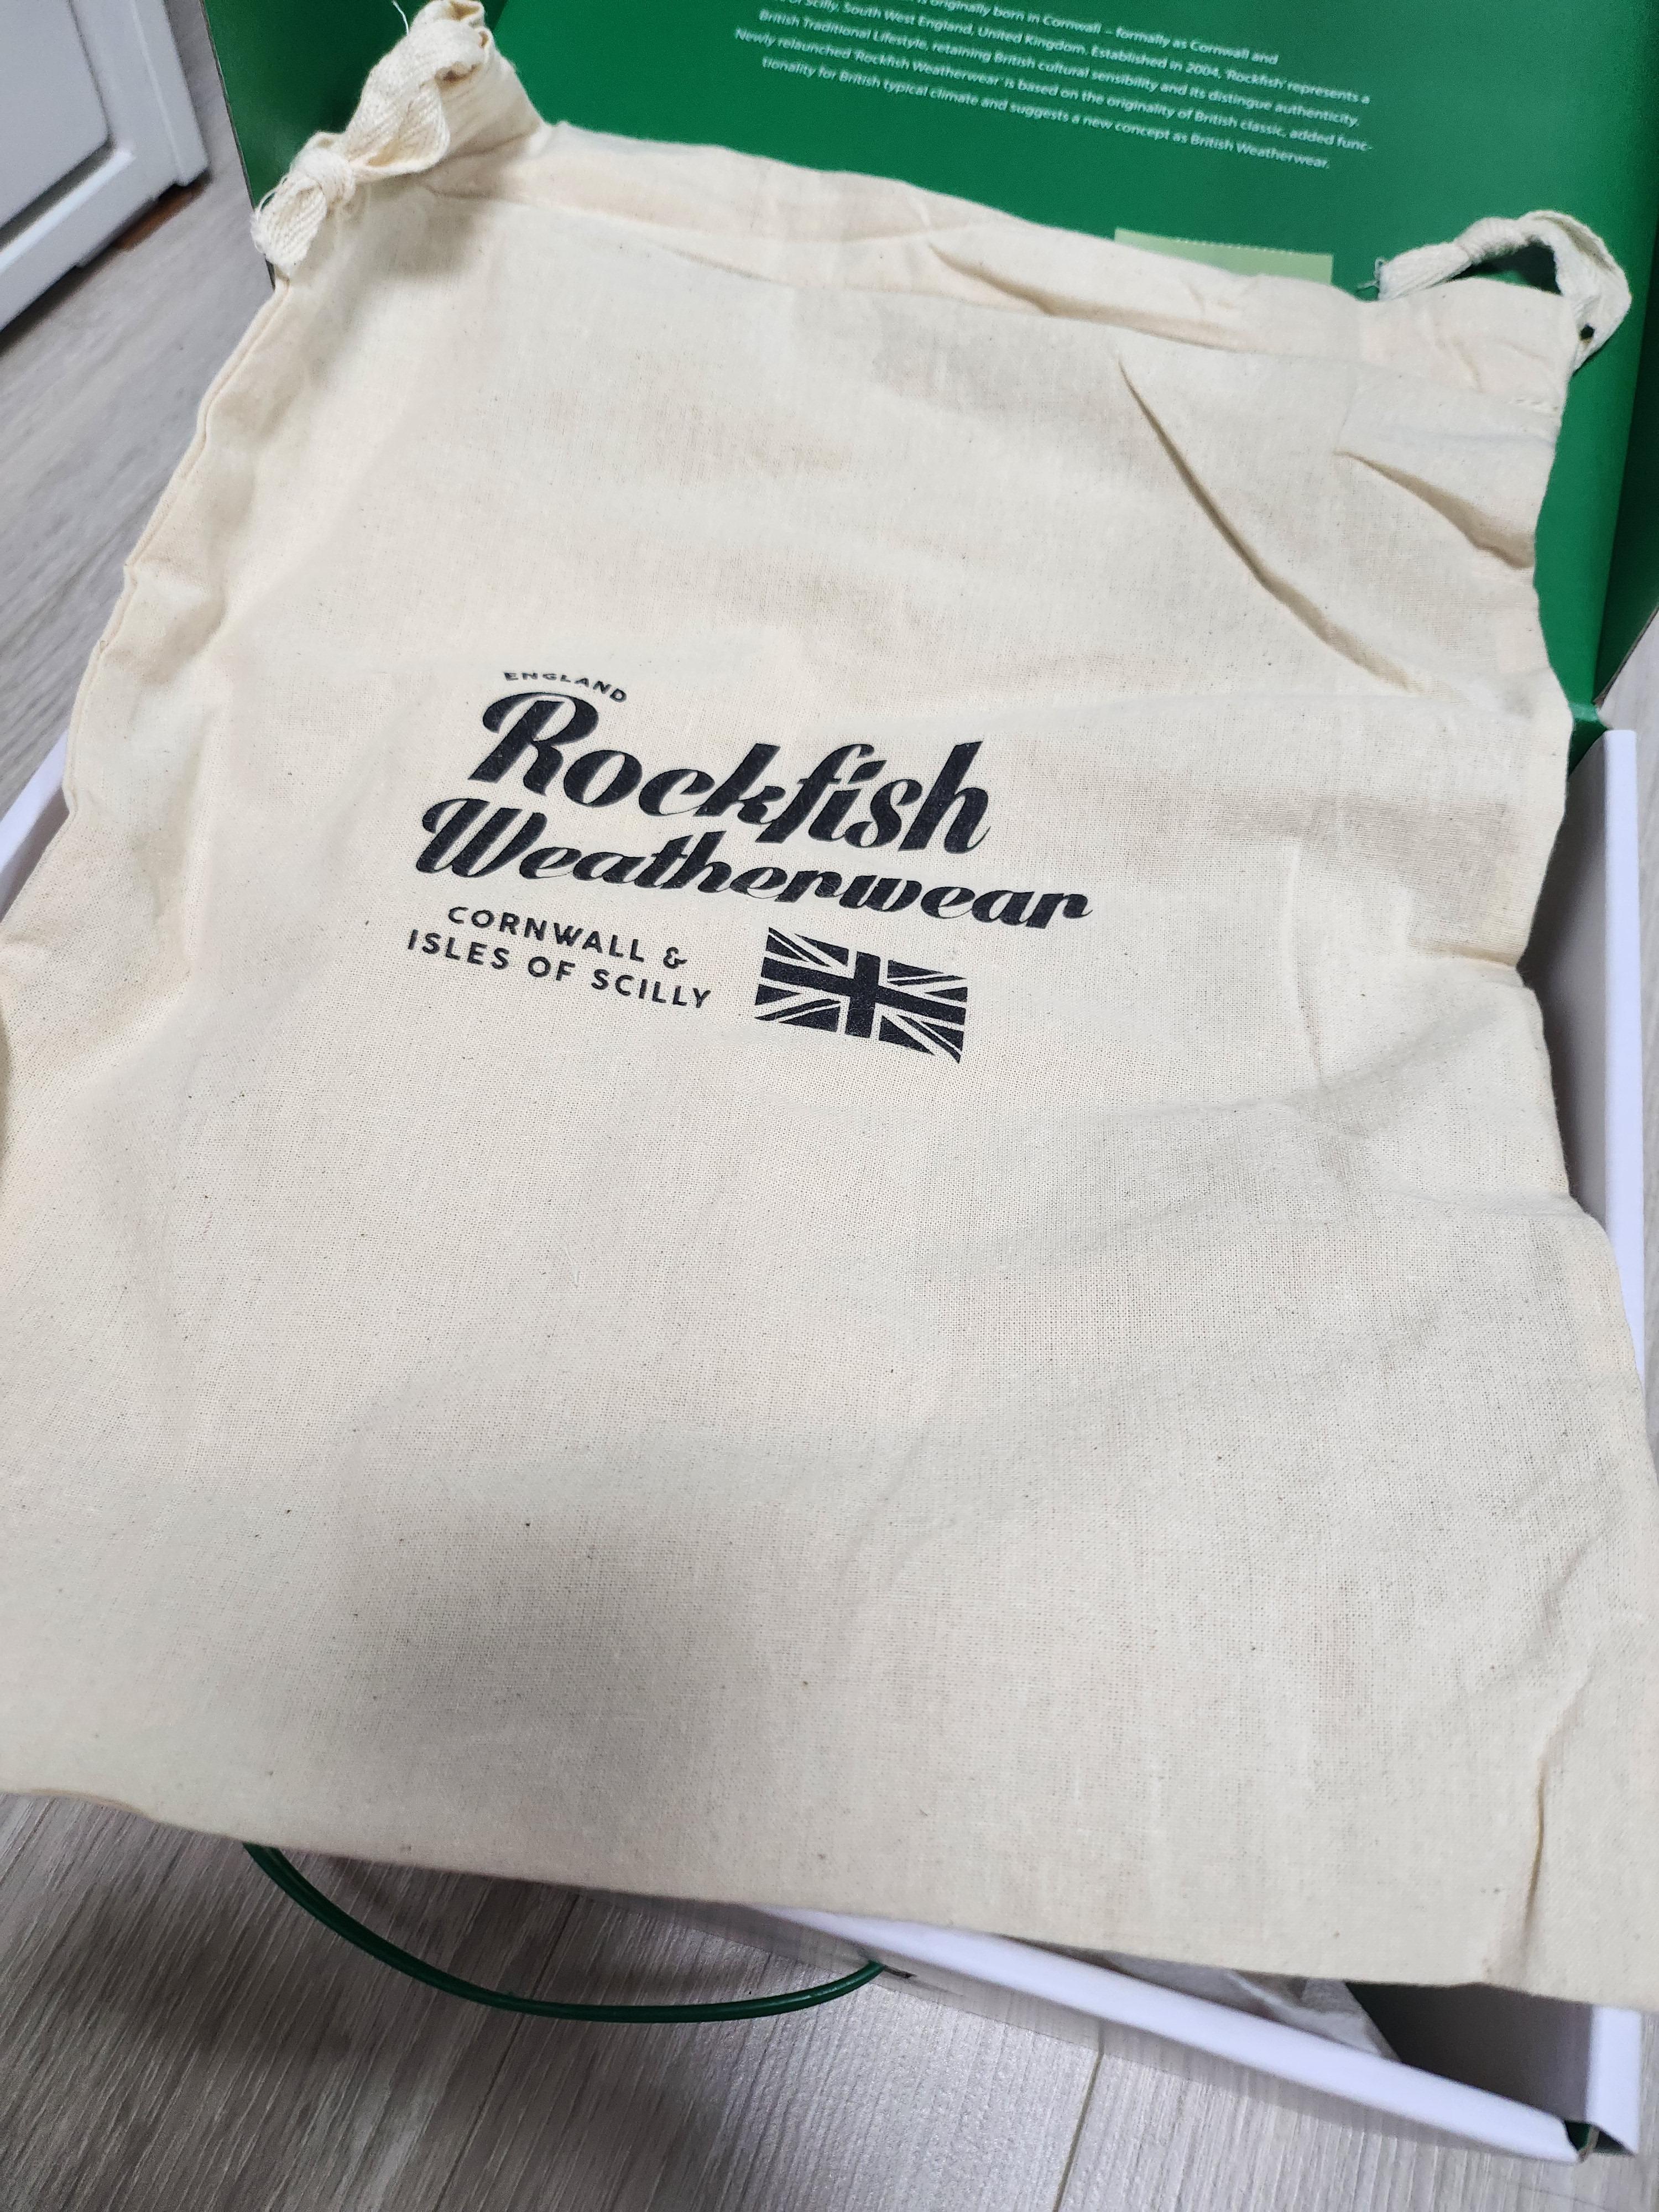 is originally born in Cornwall – formally as Cornwall and
of Scilly, South West England, United Kingdom. Established in 2004, 'Rockfish' represents a
British Traditional Lifestyle, retaining British cultural sensibility and its distingue authenticity.
Newly relaunched 'Rockfish Weatherwear' is based on the originality of British classic, added func-
tionality for British typical climate and suggests a new concept as British Weatherwear.
ENGLAND
Rockfish
Weatherwear
CORNWALL &
ISLES OF SCILLY